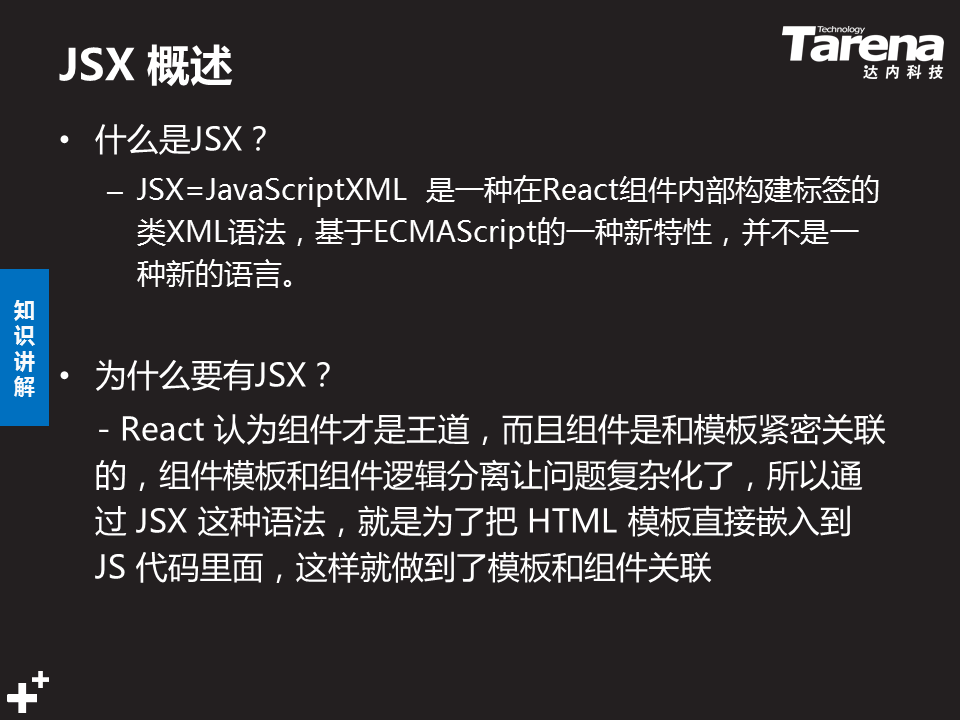 JSX 概述
Technology
Tarena
达内科技
• 什么是JSX？
– JSX=JavaScriptXML 是一种在React组件内部构建标签的
类XML语法，基于ECMAScript的一种新特性，并不是一
种新的语言。
知
识
讲
解
• 为什么要有JSX？
- React 认为组件才是王道，而且组件是和模板紧密关联
的，组件模板和组件逻辑分离让问题复杂化了，所以通
过 JSX 这种语法，就是为了把 HTML 模板直接嵌入到
JS 代码里面，这样就做到了模板和组件关联